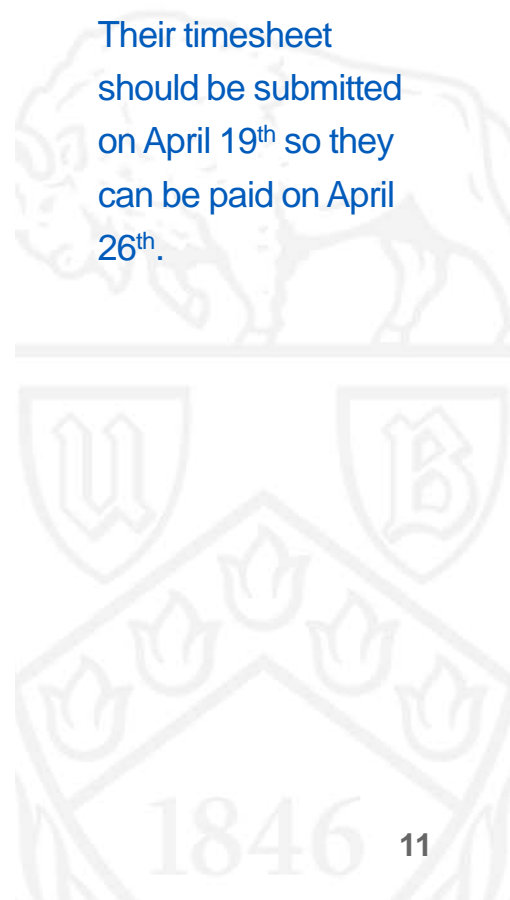 Their timesheet
should be submitted
on April 19th so they
can be paid on April
26th.
U B
1846
11